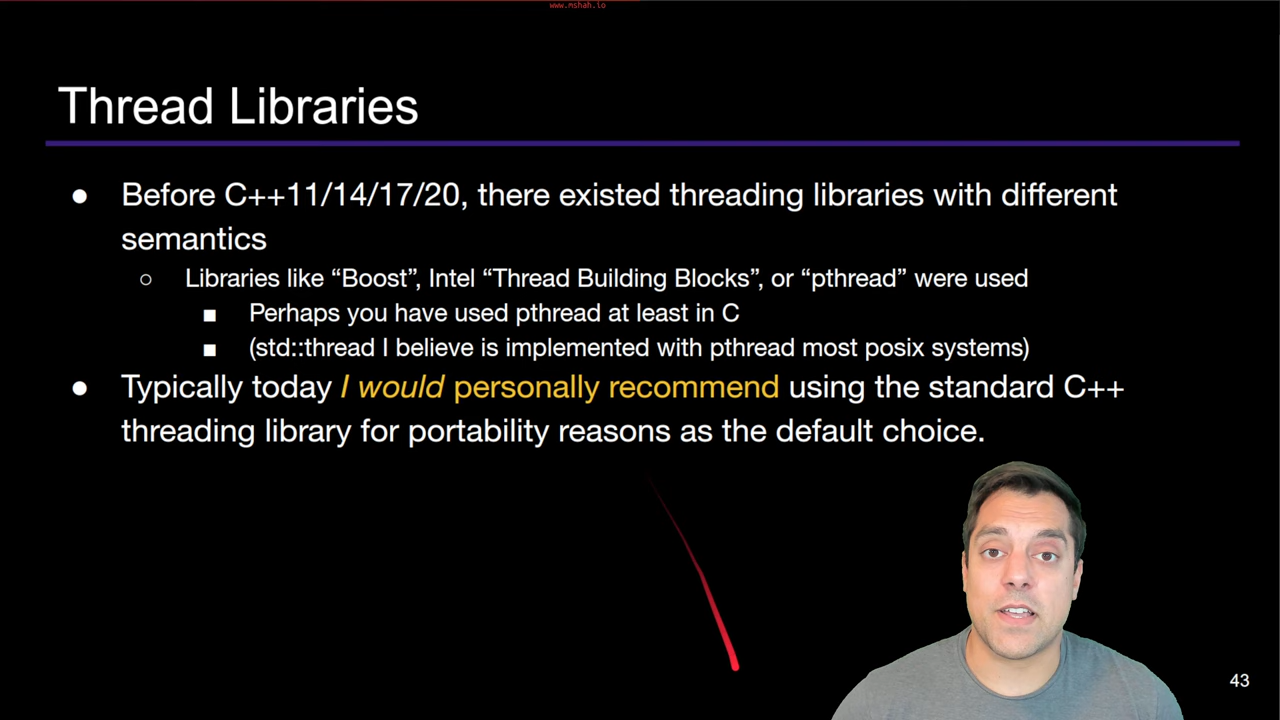 www.mshah.io
Thread Libraries
● Before C++11/14/17/20, there existed threading libraries with different
semantics
○ Libraries like “Boost”, Intel “Thread Building Blocks”, or “pthread” were used
■ Perhaps you have used pthread at least in C
■ (std::thread I believe is implemented with pthread most posix systems)
● Typically today I would personally recommend using the standard C++
threading library for portability reasons as the default choice.
43